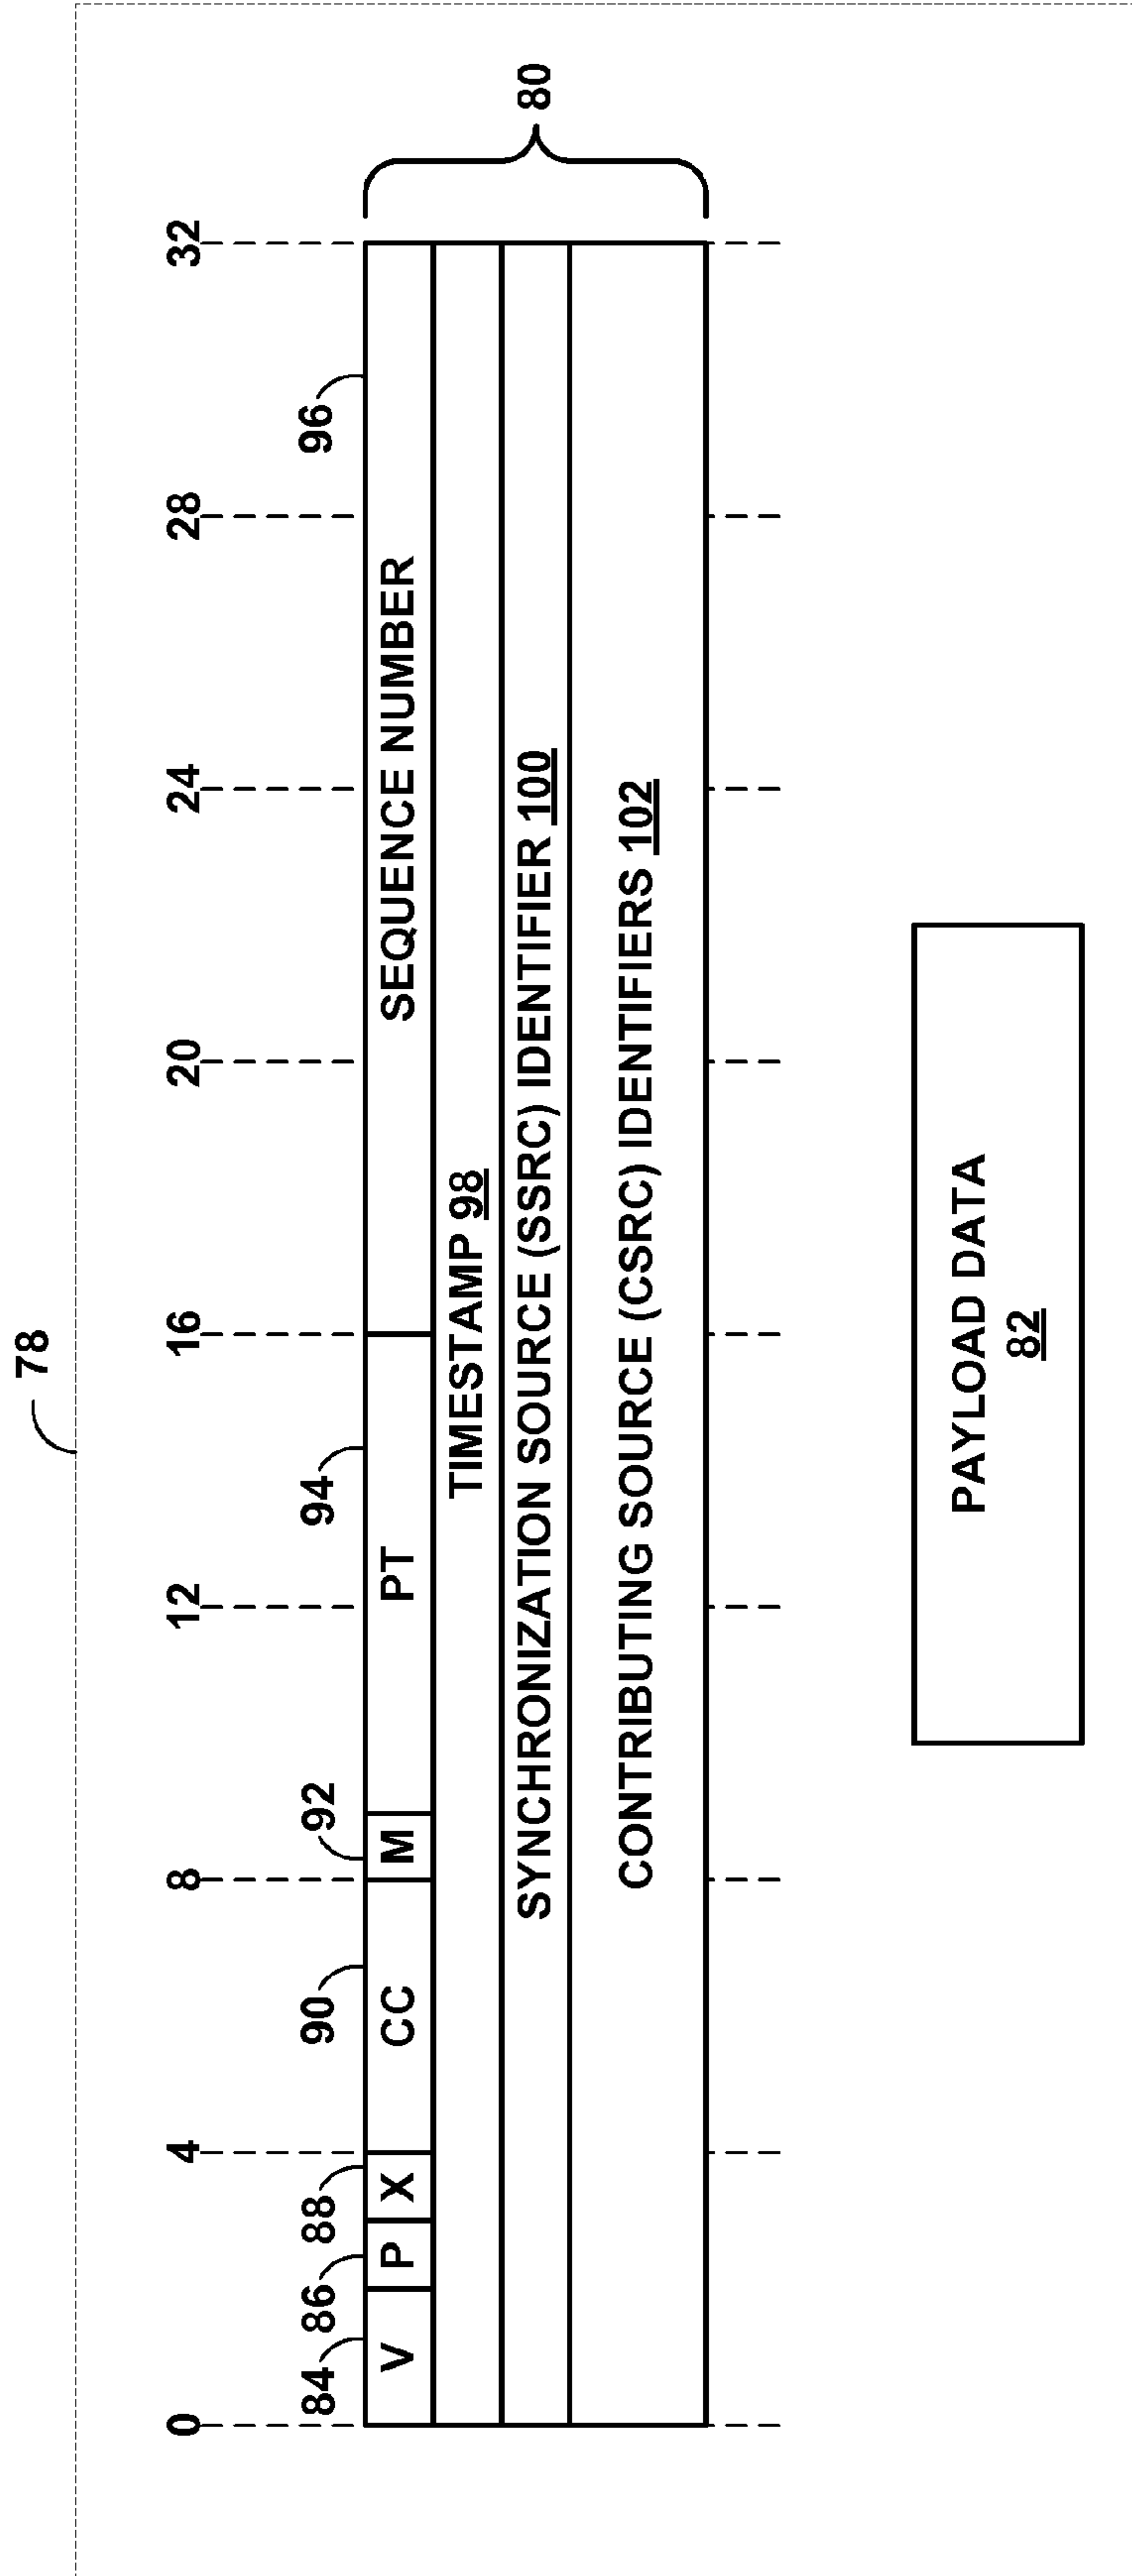 78
0 4 8 12 16 20 24 28 32
84 86 88 90 92 94 96
V P X CC M PT SEQUENCE NUMBER
TIMESTAMP 98
SYNCHRONIZATION SOURCE (SSRC) IDENTIFIER 100
80
CONTRIBUTING SOURCE (CSRC) IDENTIFIERS 102
PAYLOAD DATA
82